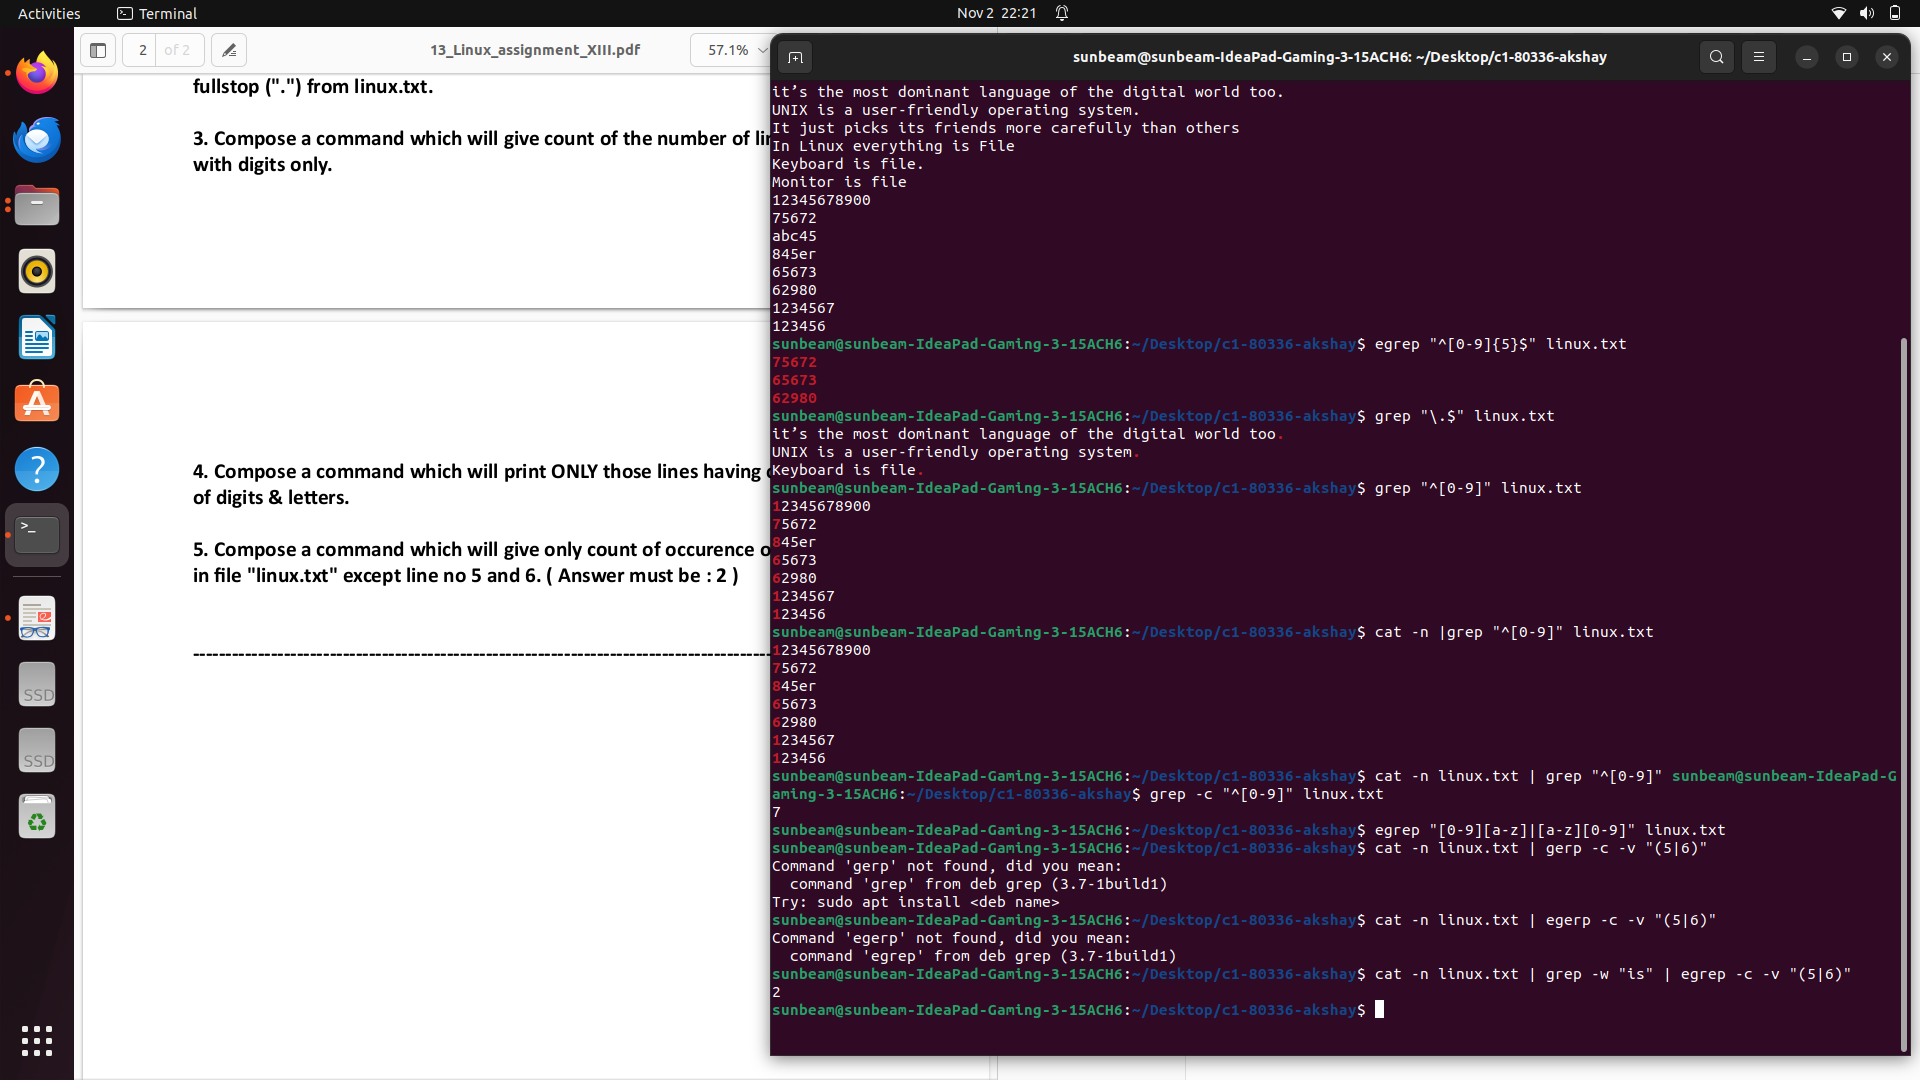 Activities
Terminal
Nov 2 22:21
2 of 2
13_Linux_assignment_XIII.pdf
57.1%
fullstop (".") from linux.txt.
3. Compose a command which will give count of the number of lin
with digits only.
4. Compose a command which will print ONLY those lines having
of digits & letters.
5. Compose a command which will give only count of occurence o
in file "linux.txt" except line no 5 and 6. ( Answer must be : 2 )
-----------------------------------------------------------------------------------------
SSD
SSD
sunbeam@sunbeam-IdeaPad-Gaming-3-15ACH6: ~/Desktop/c1-80336-akshay
it’s the most dominant language of the digital world too.
UNIX is a user-friendly operating system.
It just picks its friends more carefully than others
In Linux everything is File
Keyboard is file.
Monitor is file
12345678900
75672
abc45
845er
65673
62980
1234567
123456
sunbeam@sunbeam-IdeaPad-Gaming-3-15ACH6:~/Desktop/c1-80336-akshay$ egrep "^[0-9]{5}$" linux.txt
75672
65673
62980
sunbeam@sunbeam-IdeaPad-Gaming-3-15ACH6:~/Desktop/c1-80336-akshay$ grep "\.$" linux.txt
it’s the most dominant language of the digital world too.
UNIX is a user-friendly operating system.
Keyboard is file.
sunbeam@sunbeam-IdeaPad-Gaming-3-15ACH6:~/Desktop/c1-80336-akshay$ grep "^[0-9]" linux.txt
12345678900
75672
845er
65673
62980
1234567
123456
sunbeam@sunbeam-IdeaPad-Gaming-3-15ACH6:~/Desktop/c1-80336-akshay$ cat -n |grep "^[0-9]" linux.txt
12345678900
75672
845er
65673
62980
1234567
123456
sunbeam@sunbeam-IdeaPad-Gaming-3-15ACH6:~/Desktop/c1-80336-akshay$ cat -n linux.txt | grep "^[0-9]" sunbeam@sunbeam-IdeaPad-G
aming-3-15ACH6:~/Desktop/c1-80336-akshay$ grep -c "^[0-9]" linux.txt
7
sunbeam@sunbeam-IdeaPad-Gaming-3-15ACH6:~/Desktop/c1-80336-akshay$ egrep "[0-9][a-z]|[a-z][0-9]" linux.txt
sunbeam@sunbeam-IdeaPad-Gaming-3-15ACH6:~/Desktop/c1-80336-akshay$ cat -n linux.txt | gerp -c -v "(5|6)"
Command 'gerp' not found, did you mean:
  command 'grep' from deb grep (3.7-1build1)
Try: sudo apt install <deb name>
sunbeam@sunbeam-IdeaPad-Gaming-3-15ACH6:~/Desktop/c1-80336-akshay$ cat -n linux.txt | egerp -c -v "(5|6)"
Command 'egerp' not found, did you mean:
  command 'egrep' from deb grep (3.7-1build1)
sunbeam@sunbeam-IdeaPad-Gaming-3-15ACH6:~/Desktop/c1-80336-akshay$ cat -n linux.txt | grep -w "is" | egrep -c -v "(5|6)"
2
sunbeam@sunbeam-IdeaPad-Gaming-3-15ACH6:~/Desktop/c1-80336-akshay$